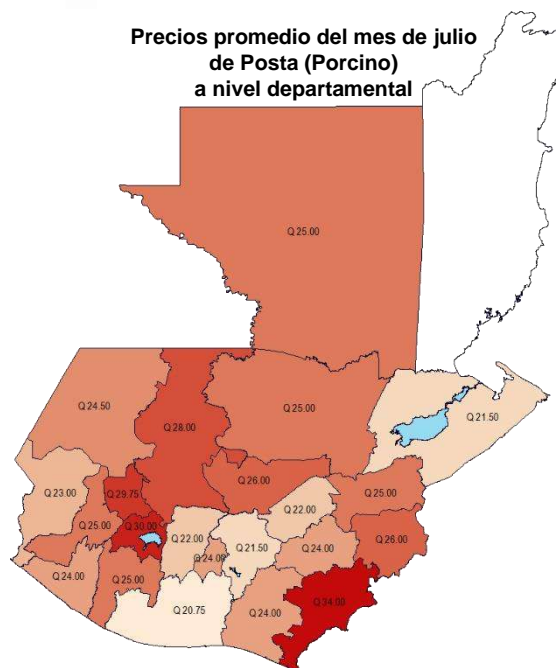 Precios promedio del mes de julio
de Posta (Porcino)
a nivel departamental
Q 25.00
Q 24.50
Q 28.00
Q 25.00
Q 21.50
Q 23.00
Q 29.75
Q 26.00
Q 25.00
Q 22.00
Q 25.00
Q 30.00
Q 22.00
Q 24.00
Q 21.50
Q 24.00
Q 26.00
Q 24.00
Q 25.00
Q 20.75
Q 24.00
Q 34.00